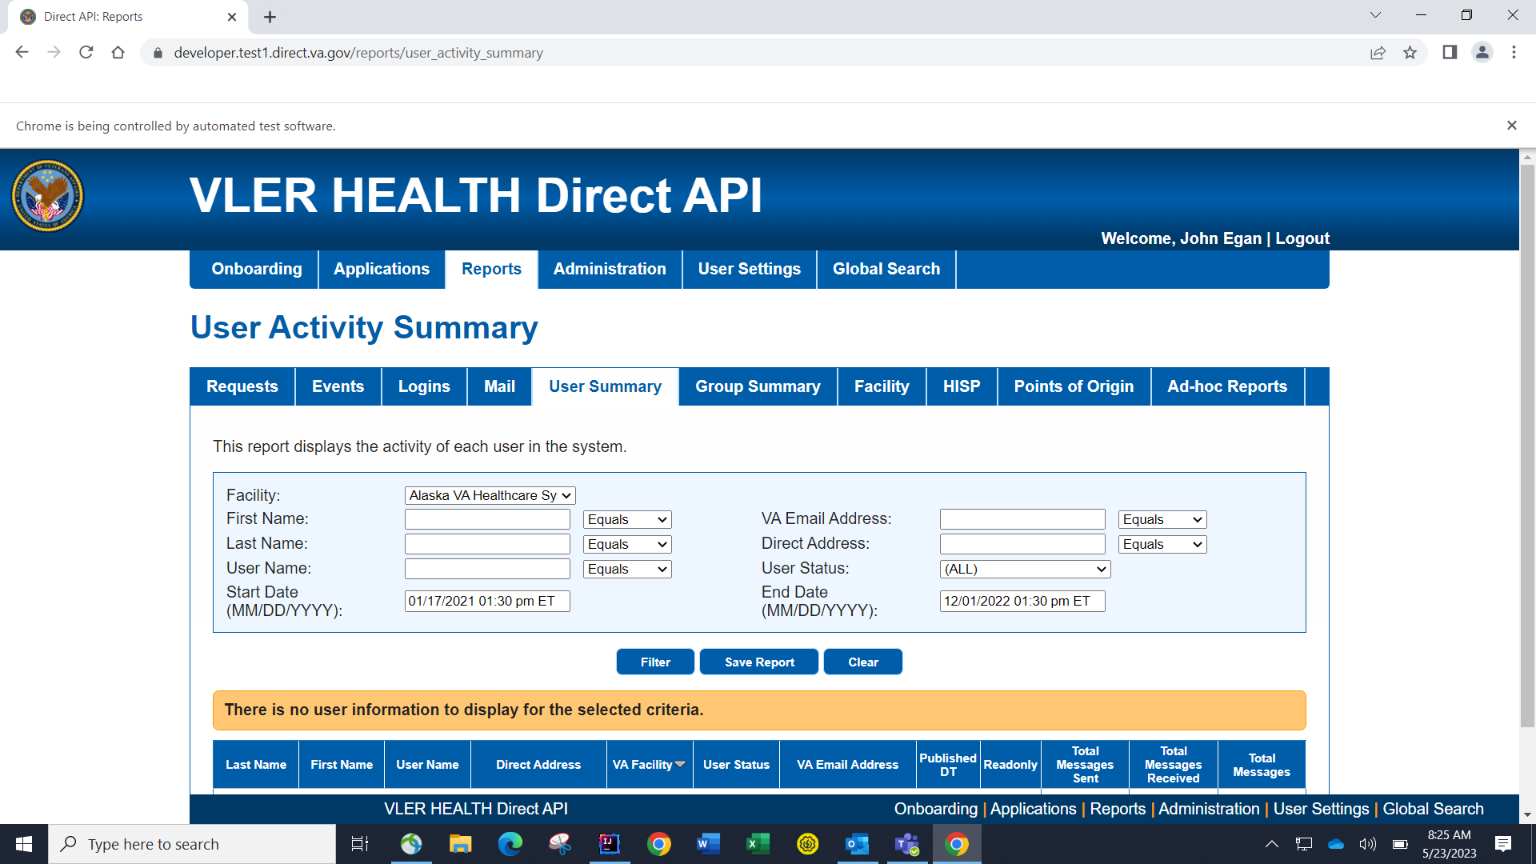 Direct API: Reports
developer.test1.direct.va.gov/reports/user_activity_summary
Chrome is being controlled by automated test software.
VLER HEALTH Direct API
Welcome, John Egan | Logout
Onboarding Applications Reports Administration User Settings Global Search
User Activity Summary
Requests Events Logins Mail User Summary Group Summary Facility HISP Points of Origin Ad-hoc Reports
This report displays the activity of each user in the system.
Facility: Alaska VA Healthcare Sy
First Name: Equals VA Email Address: Equals
Last Name: Equals Direct Address: Equals
User Name: Equals User Status: (ALL)
Start Date (MM/DD/YYYY): 01/17/2021 01:30 pm ET End Date (MM/DD/YYYY): 12/01/2022 01:30 pm ET
Filter Save Report Clear
There is no user information to display for the selected criteria.
Last Name First Name User Name Direct Address VA Facility User Status VA Email Address Published DT Readonly Total Messages Sent Total Messages Received Total Messages
VLER HEALTH Direct API Onboarding | Applications | Reports | Administration | User Settings | Global Search
Type here to search
8:25 AM
5/23/2023